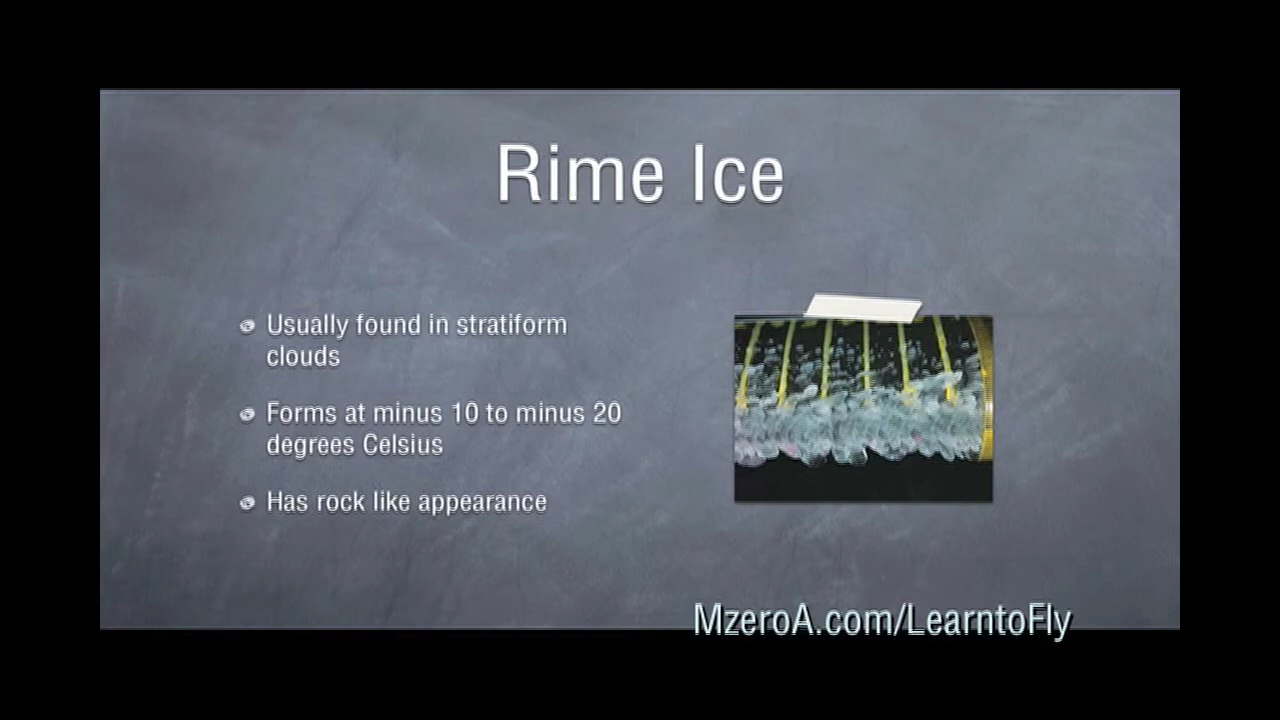 Rime Ice
Usually found in stratiform
clouds
Forms at minus 10 to minus 20
degrees Celsius
Has rock like appearance
MzeroA.com/LearntoFly